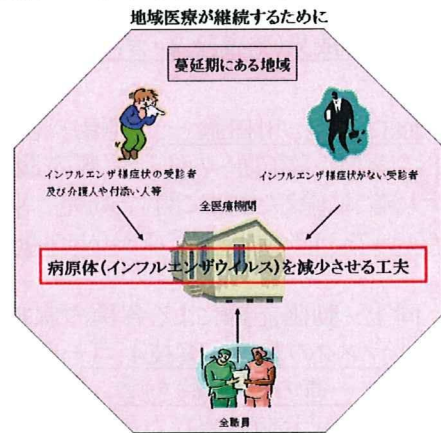 地域医療が継続するために
蔓延期にある地域
インフルエンザ様症状の受診者
及び介護人や付添い人等
インフルエンザ様症状がない受診者
全医療機関
病原体(インフルエンザウイルス)を減少させる工夫
全職員